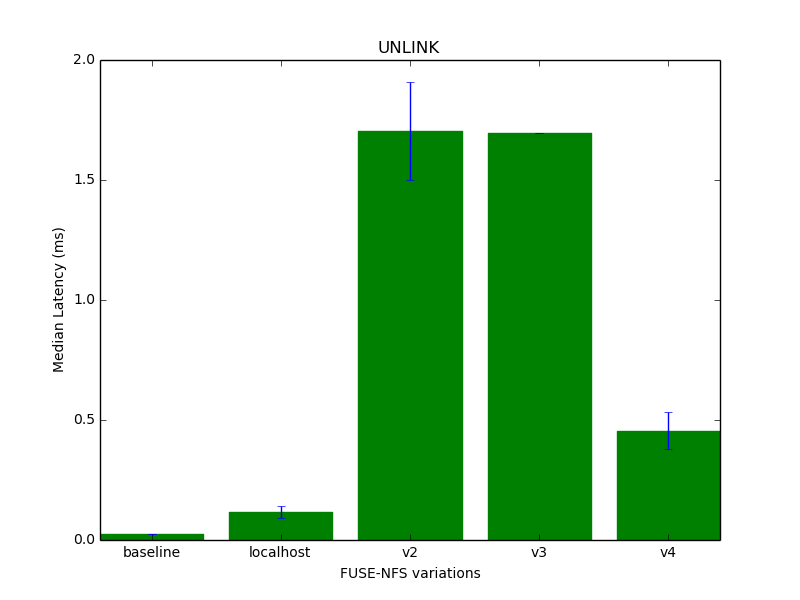 UNLINK
2.0
1.5
1.0
0.5
0.0
Median Latency (ms)
baseline localhost v2 v3 v4
FUSE-NFS variations